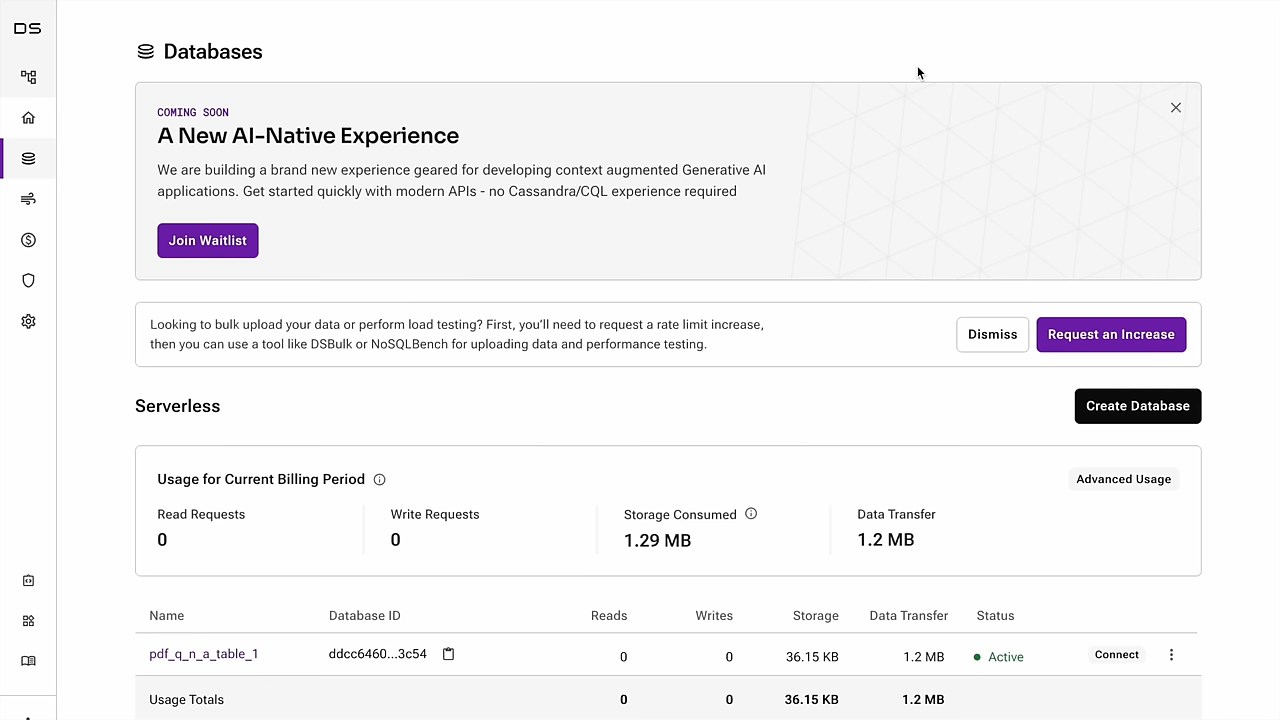 DS
Databases
COMING SOON
A New AI-Native Experience
We are building a brand new experience geared for developing context augmented Generative AI
applications. Get started quickly with modern APIs - no Cassandra/CQL experience required
Join Waitlist
Looking to bulk upload your data or perform load testing? First, you'll need to request a rate limit increase,
then you can use a tool like DSBulk or NoSQLBench for uploading data and performance testing.
Dismiss
Request an Increase
Serverless
Create Database
Usage for Current Billing Period
Advanced Usage
Read Requests
Write Requests
Storage Consumed
Data Transfer
0
0
1.29 MB
1.2 MB
Name Database ID Reads Writes Storage Data Transfer Status
pdf_q_n_a_table_1 ddcc6460...3c54 0 0 36.15 KB 1.2 MB Active Connect
Usage Totals 0 0 36.15 KB 1.2 MB